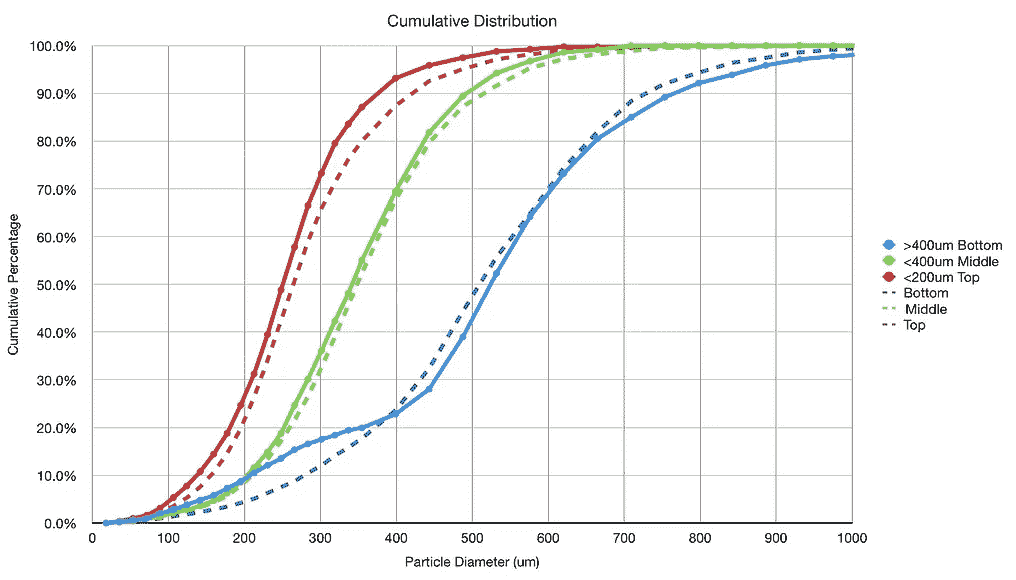 Cumulative Distribution
100.0%
90.0%
80.0%
70.0%
60.0%
50.0%
40.0%
30.0%
20.0%
10.0%
0.0%
Cumulative Percentage
0 100 200 300 400 500 600 700 800 900 1000
Particle Diameter (um)
>400um Bottom
<400um Middle
<200um Top
Bottom
Middle
Top